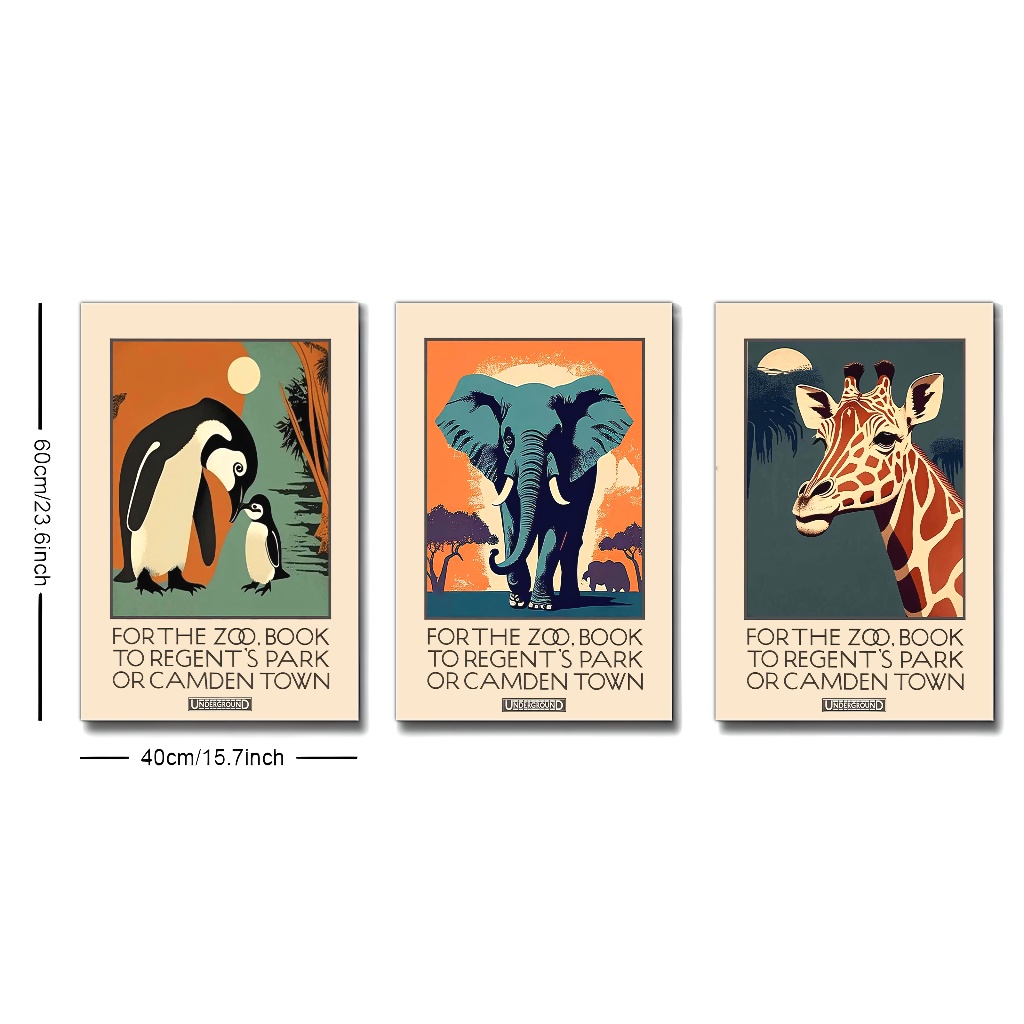 60cm/23.6inch
FOR THE ZOO, BOOK
TO REGENT'S PARK
OR CAMDEN TOWN
UNDERGROUND
FOR THE ZOO, BOOK
TO REGENT'S PARK
OR CAMDEN TOWN
UNDERGROUND
FOR THE ZOO, BOOK
TO REGENT'S PARK
OR CAMDEN TOWN
UNDERGROUND
40cm/15.7inch